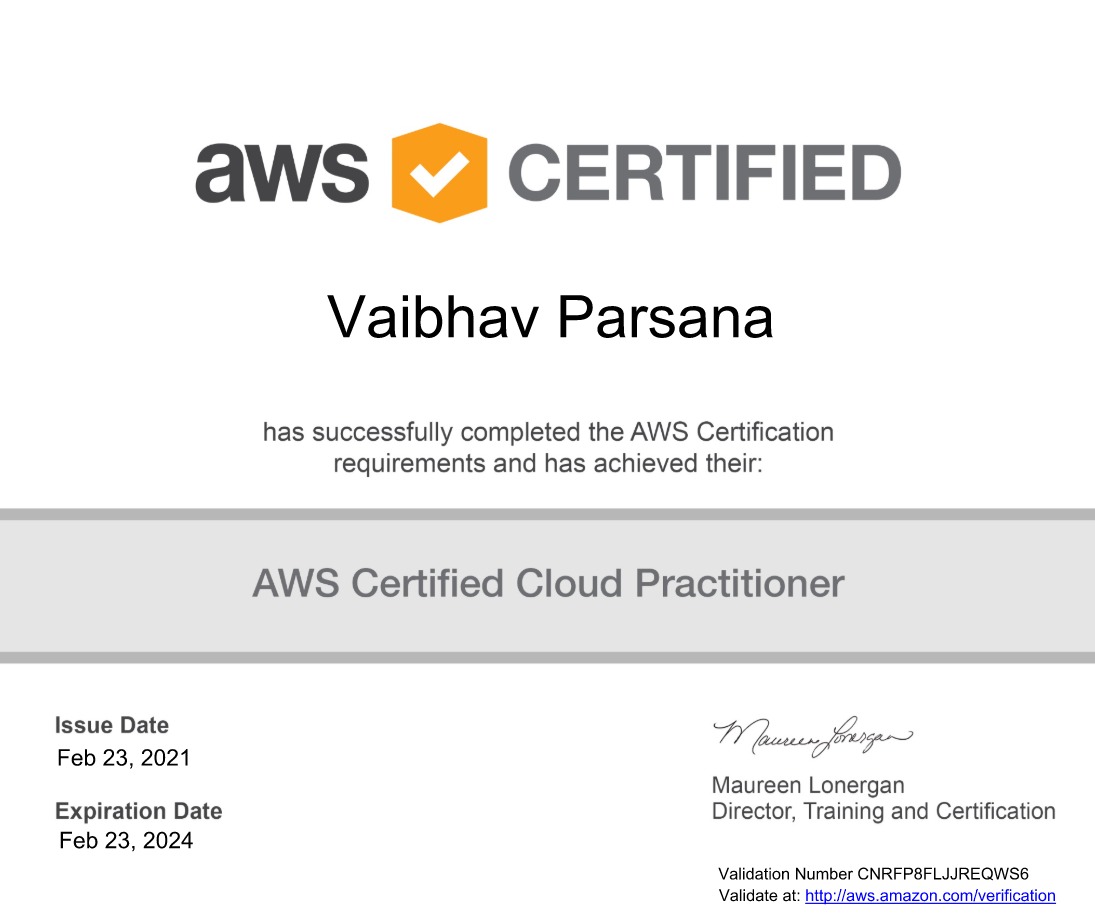 aws CERTIFIED
Vaibhav Parsana
has successfully completed the AWS Certification
requirements and has achieved their:
AWS Certified Cloud Practitioner
Issue Date
Feb 23, 2021
Expiration Date
Feb 23, 2024
Maureen Lonergan
Maureen Lonergan
Director, Training and Certification
Validation Number CNRFP8FLJJREQWS6
Validate at: http://aws.amazon.com/verification